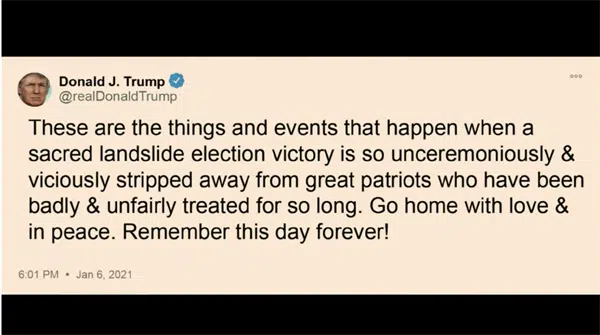 Donald J. Trump
@realDonaldTrump
These are the things and events that happen when a
sacred landslide election victory is so unceremoniously &
viciously stripped away from great patriots who have been
badly & unfairly treated for so long. Go home with love &
in peace. Remember this day forever!
6:01 PM • Jan 6, 2021